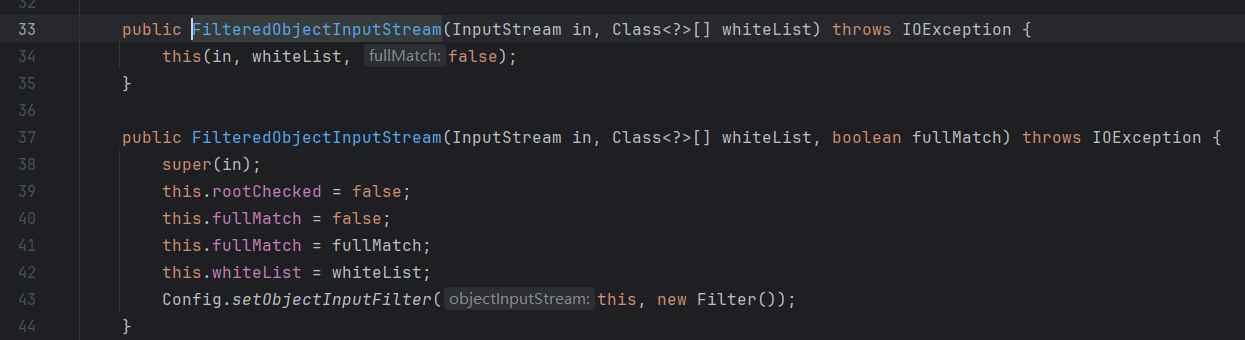 32
33 public FilteredObjectInputStream(InputStream in, Class<?>[] whiteList) throws IOException {
34 this(in, whiteList, fullMatch: false);
35 }
36
37 public FilteredObjectInputStream(InputStream in, Class<?>[] whiteList, boolean fullMatch) throws IOException {
38 super(in);
39 this.rootChecked = false;
40 this.fullMatch = false;
41 this.fullMatch = fullMatch;
42 this.whiteList = whiteList;
43 Config.setObjectInputFilter( objectInputStream: this, new Filter());
44 }